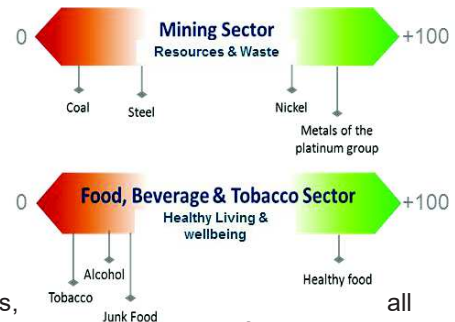 Mining Sector
0 +100
Resources & Waste
Coal Steel Nickel
Metals of the
platinum group
Food, Beverage & Tobacco Sector
0 +100
Healthy Living &
wellbeing
Alcohol Healthy food
Tobacco
s, all
Junk Food